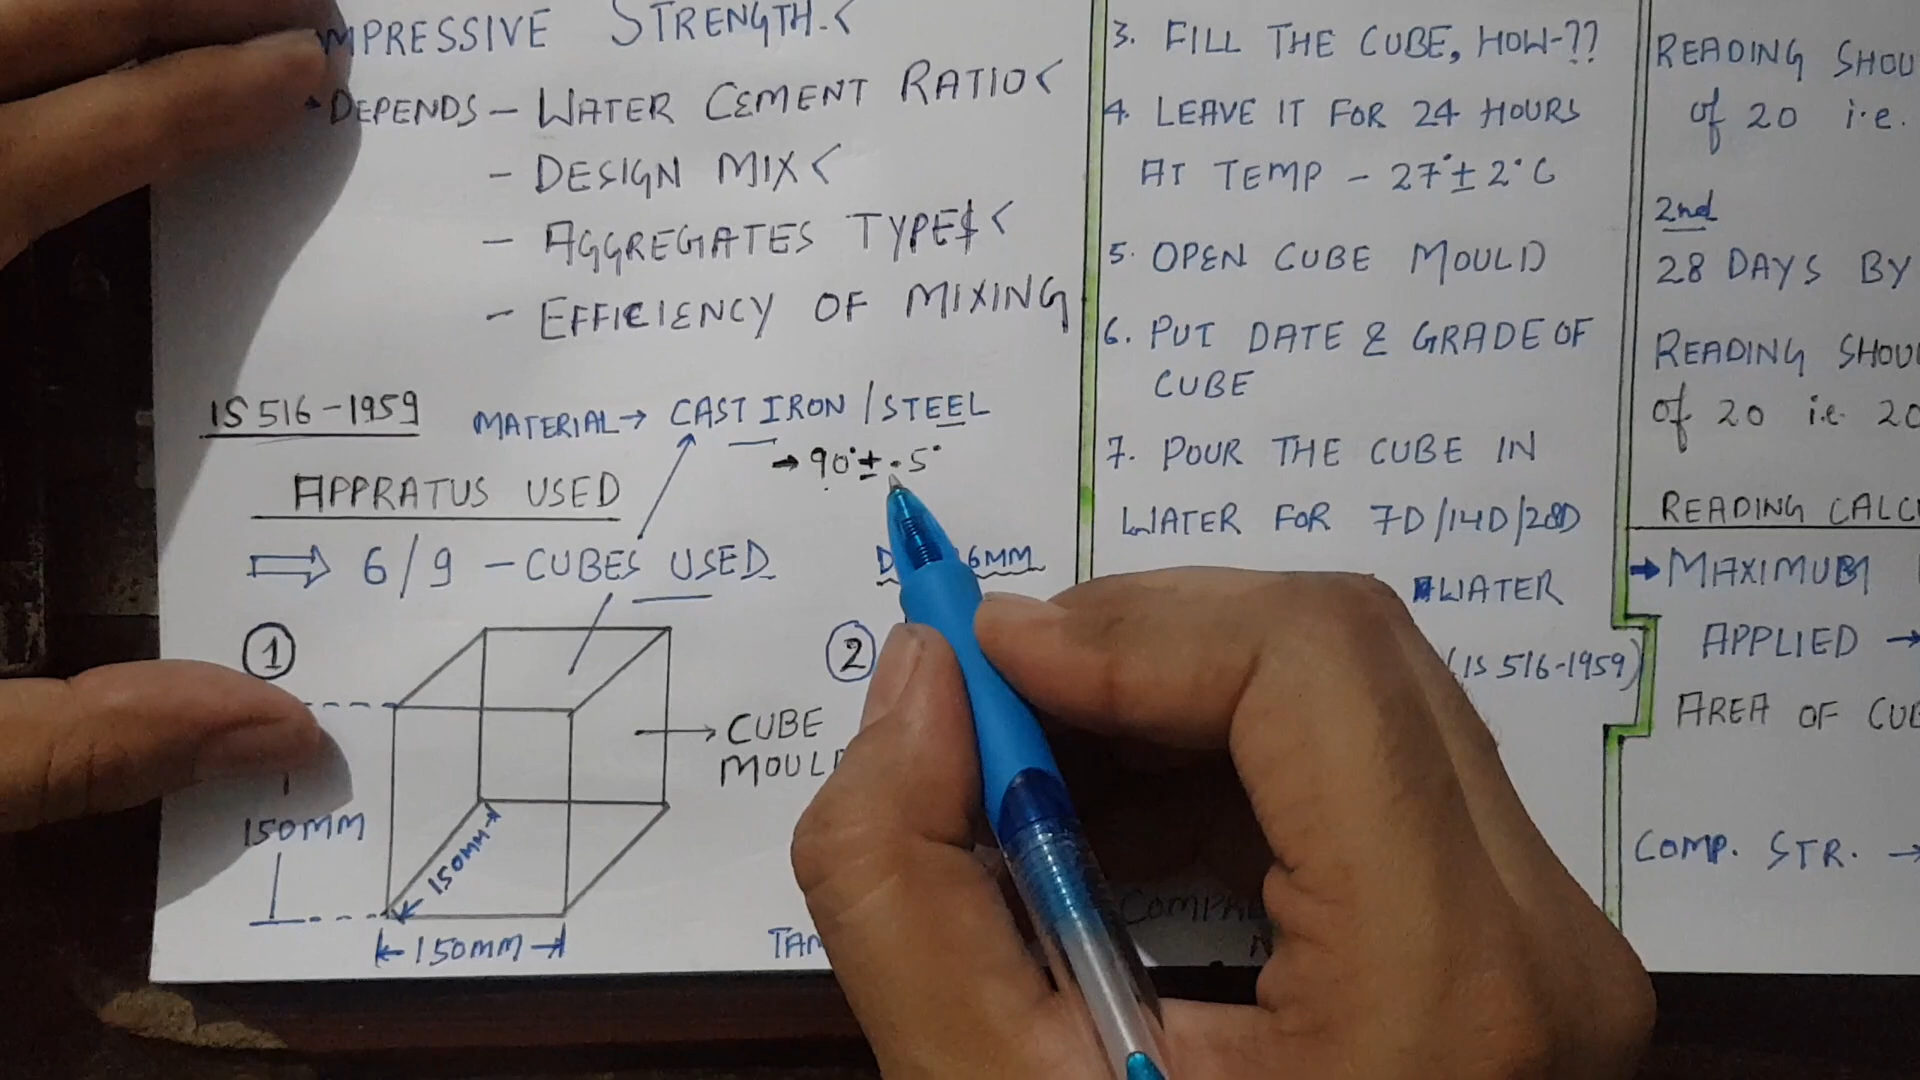 MPRESSIVE STRENGTH.<
DEPENDS - WATER CEMENT RATIO<
- DESIGN MIX<
- AGGREGATES TYPES<
- EFFICIENCY OF MIXING
IS 516-1959
MATERIAL → CAST IRON / STEEL
→ 90° ± .5°
APPRATUS USED
⇒ 6/9 - CUBES USED
6MM
1
2
→ CUBE
MOUL
150MM
150MM
150MM
TAM
3. FILL THE CUBE, HOW-??
4. LEAVE IT FOR 24 HOURS
AT TEMP - 27° ± 2°C
5. OPEN CUBE MOULD
6. PUT DATE & GRADE OF
CUBE
7. POUR THE CUBE IN
WATER FOR 7D/14D/28D
WATER
(IS 516-1959)
COMPRE
READING SHOU
of 20 i.e.
2nd
28 DAYS BY
READING SHOU
of 20 i.e. 20
READING CALC
→ MAXIMUM
APPLIED →
AREA OF CUB
COMP. STR. →